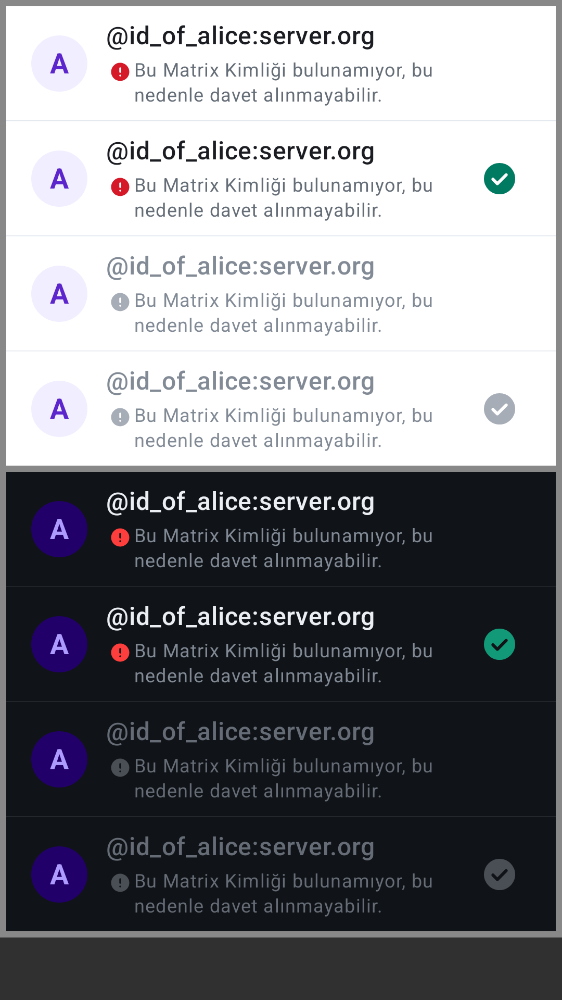 A
@id_of_alice:server.org
Bu Matrix Kimliği bulunamıyor, bu
nedenle davet alınmayabilir.
A
@id_of_alice:server.org
Bu Matrix Kimliği bulunamıyor, bu
nedenle davet alınmayabilir.
A
@id_of_alice:server.org
Bu Matrix Kimliği bulunamıyor, bu
nedenle davet alınmayabilir.
A
@id_of_alice:server.org
Bu Matrix Kimliği bulunamıyor, bu
nedenle davet alınmayabilir.
A
@id_of_alice:server.org
Bu Matrix Kimliği bulunamıyor, bu
nedenle davet alınmayabilir.
A
@id_of_alice:server.org
Bu Matrix Kimliği bulunamıyor, bu
nedenle davet alınmayabilir.
A
@id_of_alice:server.org
Bu Matrix Kimliği bulunamıyor, bu
nedenle davet alınmayabilir.
A
@id_of_alice:server.org
Bu Matrix Kimliği bulunamıyor, bu
nedenle davet alınmayabilir.